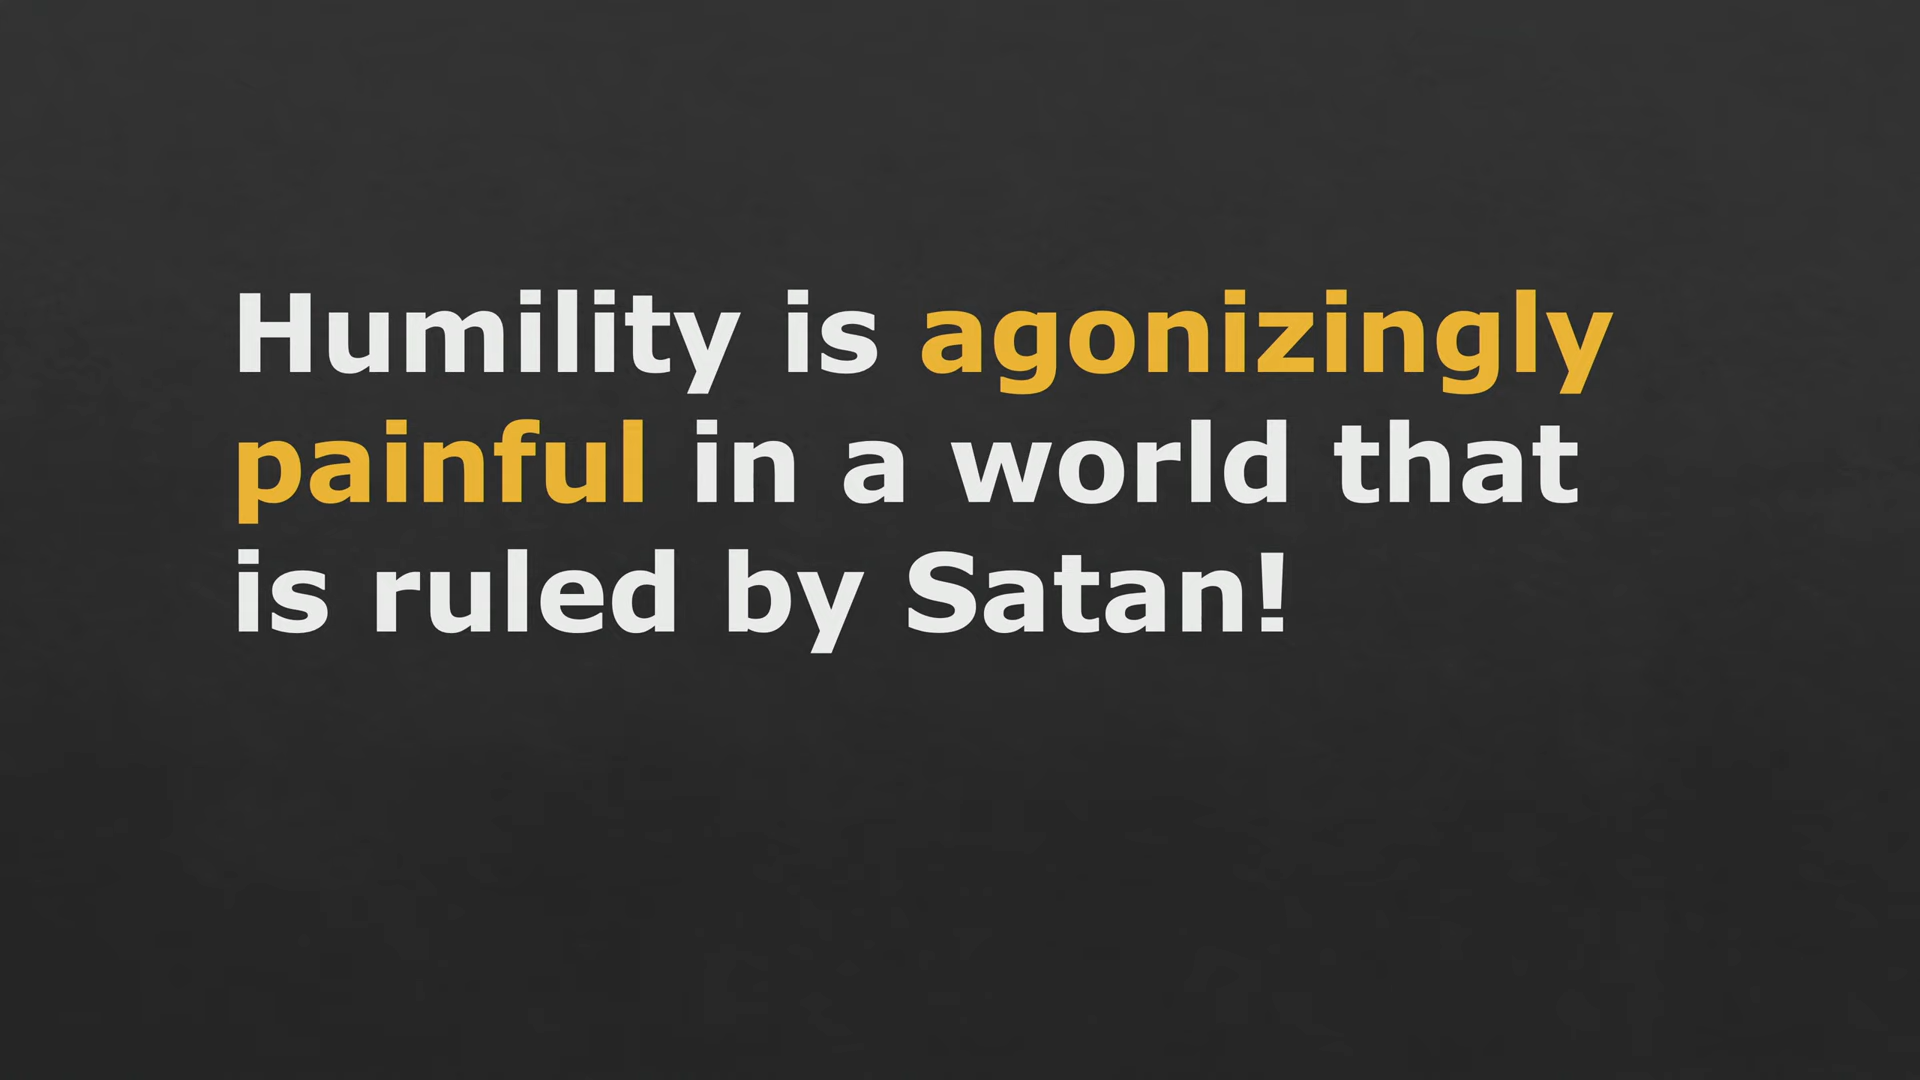 Humility is agonizingly
painful in a world that
is ruled by Satan!